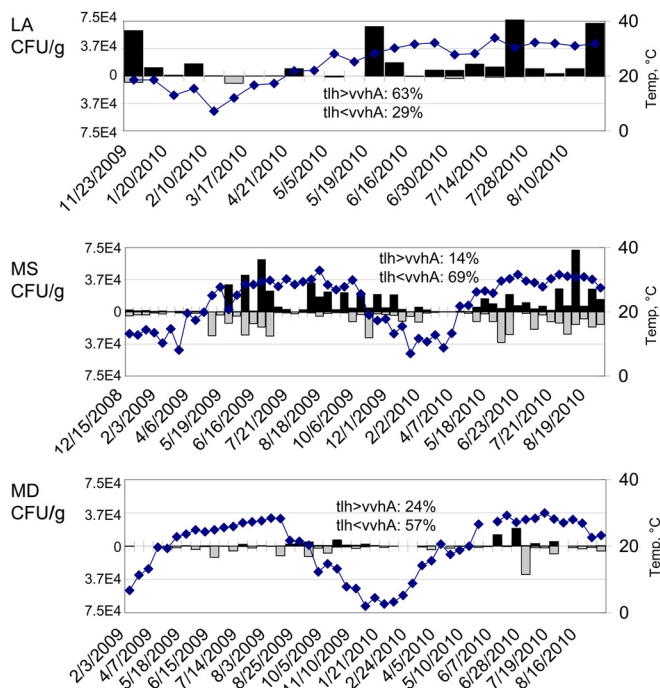 LA
CFU/g
7.5E4
3.7E4
0
3.7E4
7.5E4
40
20
0
Temp, °C
tlh>vvhA: 63%
tlh<vvhA: 29%
11/23/2009
1/20/2010
2/10/2010
3/17/2010
4/21/2010
5/5/2010
5/19/2010
6/16/2010
6/30/2010
7/14/2010
7/28/2010
8/10/2010
MS
CFU/g
7.5E4
3.7E4
0
3.7E4
7.5E4
40
20
0
Temp, °C
tlh>vvhA: 14%
tlh<vvhA: 69%
12/15/2008
2/3/2009
4/6/2009
5/19/2009
6/16/2009
7/21/2009
8/18/2009
10/6/2009
12/1/2009
2/2/2010
4/7/2010
5/18/2010
6/23/2010
7/21/2010
8/19/2010
MD
CFU/g
7.5E4
3.7E4
0
3.7E4
7.5E4
40
20
0
Temp, °C
tlh>vvhA: 24%
tlh<vvhA: 57%
2/3/2009
4/7/2009
5/18/2009
6/15/2009
7/14/2009
8/3/2009
8/25/2009
10/5/2009
11/10/2009
1/21/2010
2/24/2010
4/5/2010
5/10/2010
6/7/2010
6/28/2010
7/19/2010
8/16/2010